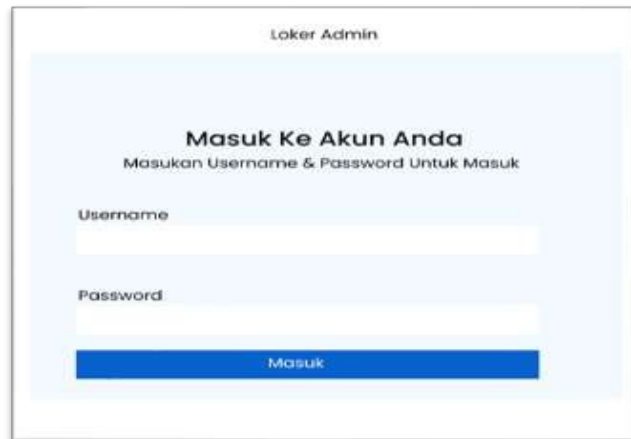 Loker Admin
Masuk Ke Akun Anda
Masukan Username & Password Untuk Masuk
Username
Password
Masuk